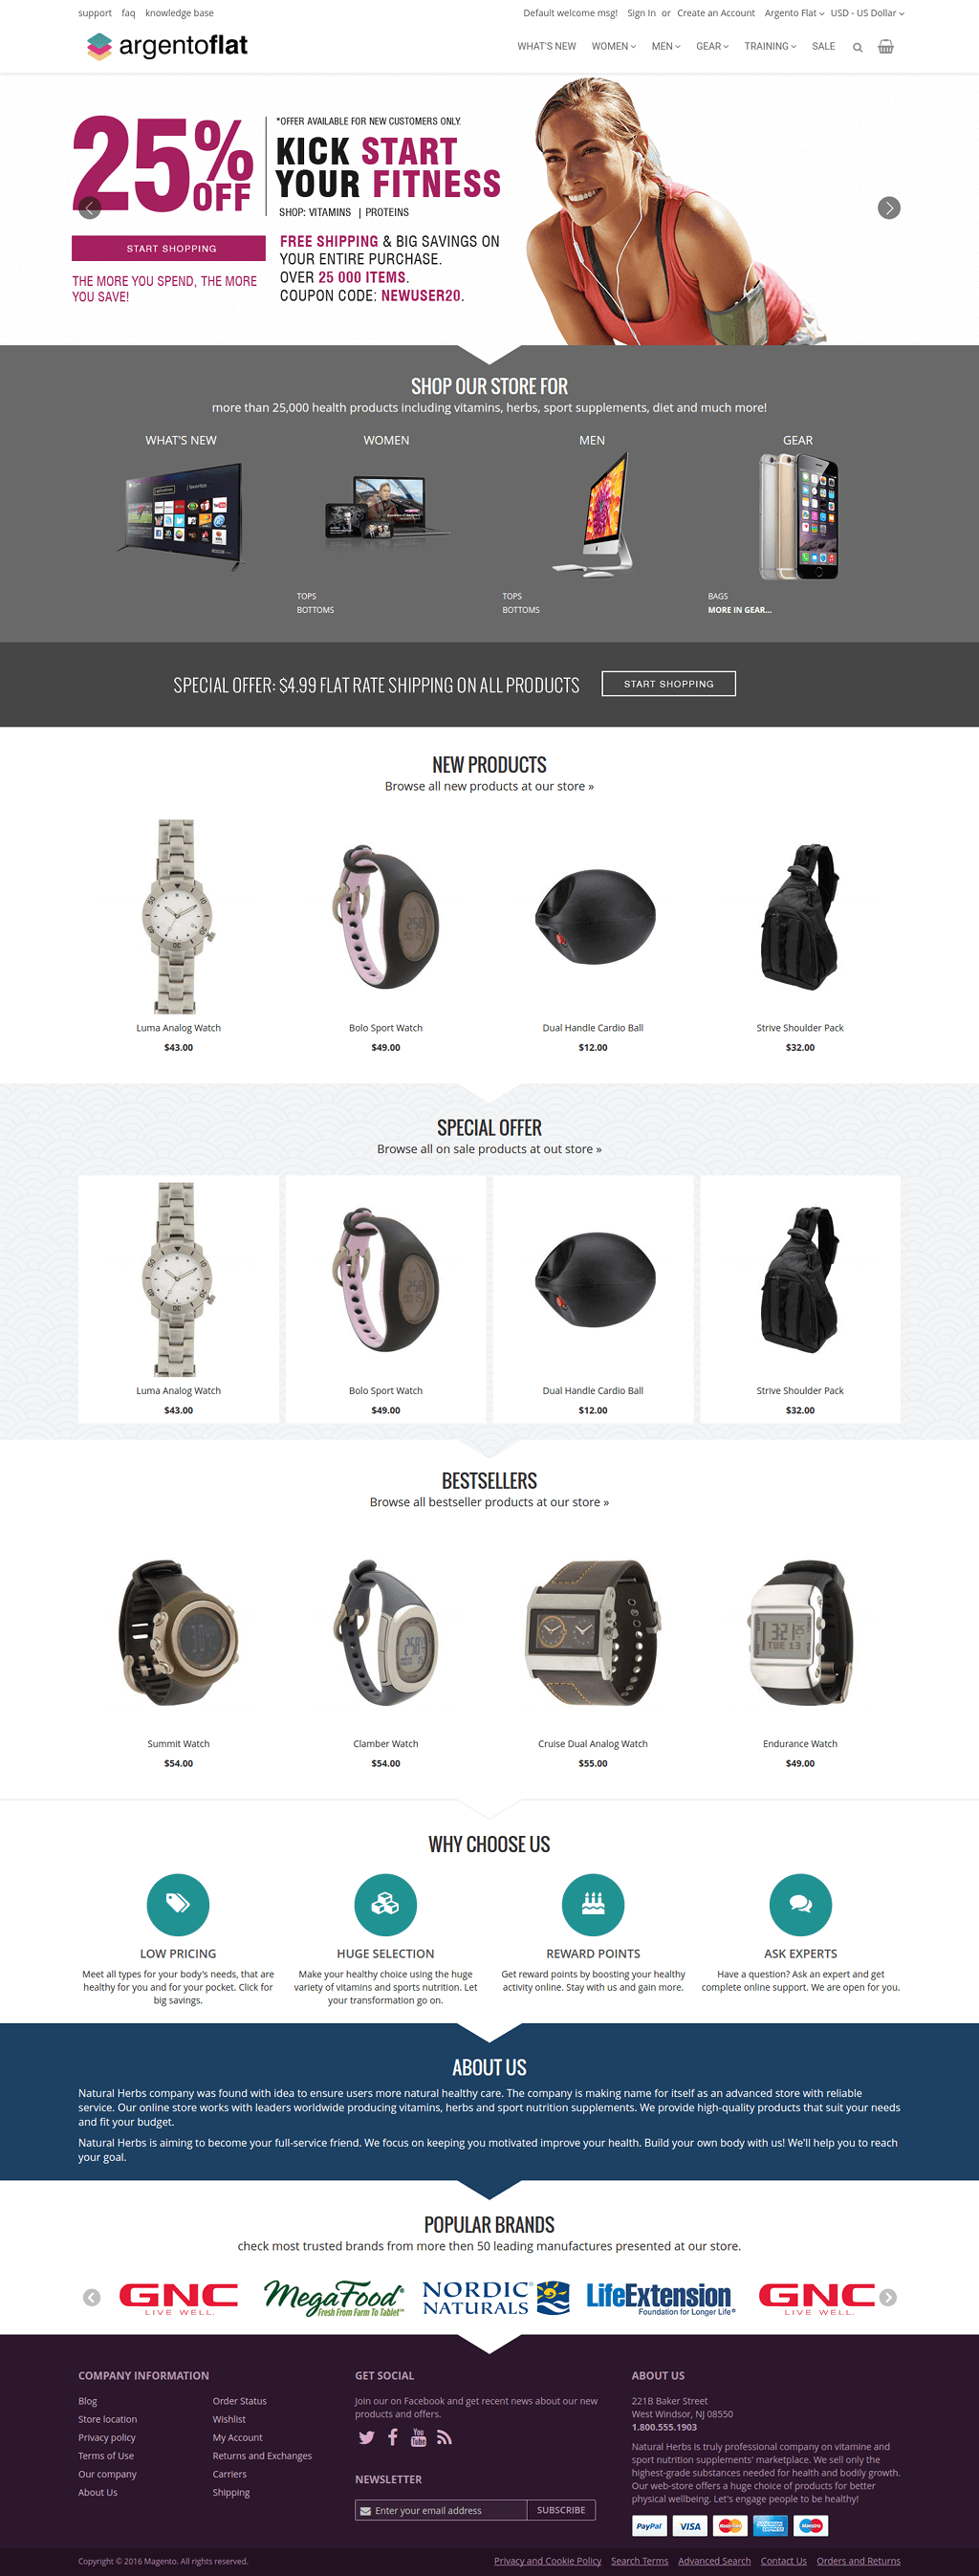 support faq knowledge base
Default welcome msg! Sign In or Create an Account Argento Flat USD - US Dollar
argentoflat
WHAT'S NEW WOMEN MEN GEAR TRAINING SALE
25% OFF
*OFFER AVAILABLE FOR NEW CUSTOMERS ONLY.
KICK START
YOUR FITNESS
SHOP: VITAMINS | PROTEINS
START SHOPPING
THE MORE YOU SPEND, THE MORE
YOU SAVE!
FREE SHIPPING & BIG SAVINGS ON
YOUR ENTIRE PURCHASE.
OVER 25 000 ITEMS.
COUPON CODE: NEWUSER20.
SHOP OUR STORE FOR
more than 25,000 health products including vitamins, herbs, sport supplements, diet and much more!
WHAT'S NEW WOMEN MEN GEAR
TOPS
BOTTOMS
TOPS
BOTTOMS
BAGS
MORE IN GEAR...
SPECIAL OFFER: $4.99 FLAT RATE SHIPPING ON ALL PRODUCTS
START SHOPPING
NEW PRODUCTS
Browse all new products at our store »
Luma Analog Watch Bolo Sport Watch Dual Handle Cardio Ball Strive Shoulder Pack
$43.00 $49.00 $12.00 $32.00
SPECIAL OFFER
Browse all on sale products at out store »
Luma Analog Watch Bolo Sport Watch Dual Handle Cardio Ball Strive Shoulder Pack
$43.00 $49.00 $12.00 $32.00
BESTSELLERS
Browse all bestseller products at our store »
Summit Watch Clamber Watch Cruise Dual Analog Watch Endurance Watch
$54.00 $54.00 $55.00 $49.00
WHY CHOOSE US
LOW PRICING
Meet all types for your body's needs, that are
healthy for you and for your pocket. Click for
big savings.
HUGE SELECTION
Make your healthy choice using the huge
variety of vitamins and sports nutrition. Let
your transformation go on.
REWARD POINTS
Get reward points by boosting your healthy
activity online. Stay with us and gain more.
ASK EXPERTS
Have a question? Ask an expert and get
complete online support. We are open for you.
ABOUT US
Natural Herbs company was found with idea to ensure users more natural healthy care. The company is making name for itself as an advanced store with reliable
service. Our online store works with leaders worldwide producing vitamins, herbs and sport nutrition supplements. We provide high-quality products that suit your needs
and fit your budget.
Natural Herbs is aiming to become your full-service friend. We focus on keeping you motivated improve your health. Build your own body with us! We'll help you to reach
your goal.
POPULAR BRANDS
check most trusted brands from more then 50 leading manufactures presented at our store.
GNC
LIVE WELL.
MegaFood
Fresh From Farm To Tablet
NORDIC
NATURALS
LifeExtension
Foundation for Longer Life
GNC
LIVE WELL.
COMPANY INFORMATION
Blog
Store location
Privacy policy
Terms of Use
Our company
About Us
Order Status
Wishlist
My Account
Returns and Exchanges
Carriers
Shipping
GET SOCIAL
Join our on Facebook and get recent news about our new
products and offers.
You Tube
NEWSLETTER
Enter your email address SUBSCRIBE
ABOUT US
221B Baker Street
West Windsor, NJ 08550
1.800.555.1903
Natural Herbs is truly professional company on vitamine and
sport nutrition supplements' marketplace. We sell only the
highest-grade substances needed for health and bodily growth.
Our web-store offers a huge choice of products for better
physical wellbeing. Let's engage people to be healthy!
PayPal VISA MasterCard AMERICAN EXPRESS Maestro
Copyright © 2016 Magento. All rights reserved.
Privacy and Cookie Policy Search Terms Advanced Search Contact Us Orders and Returns